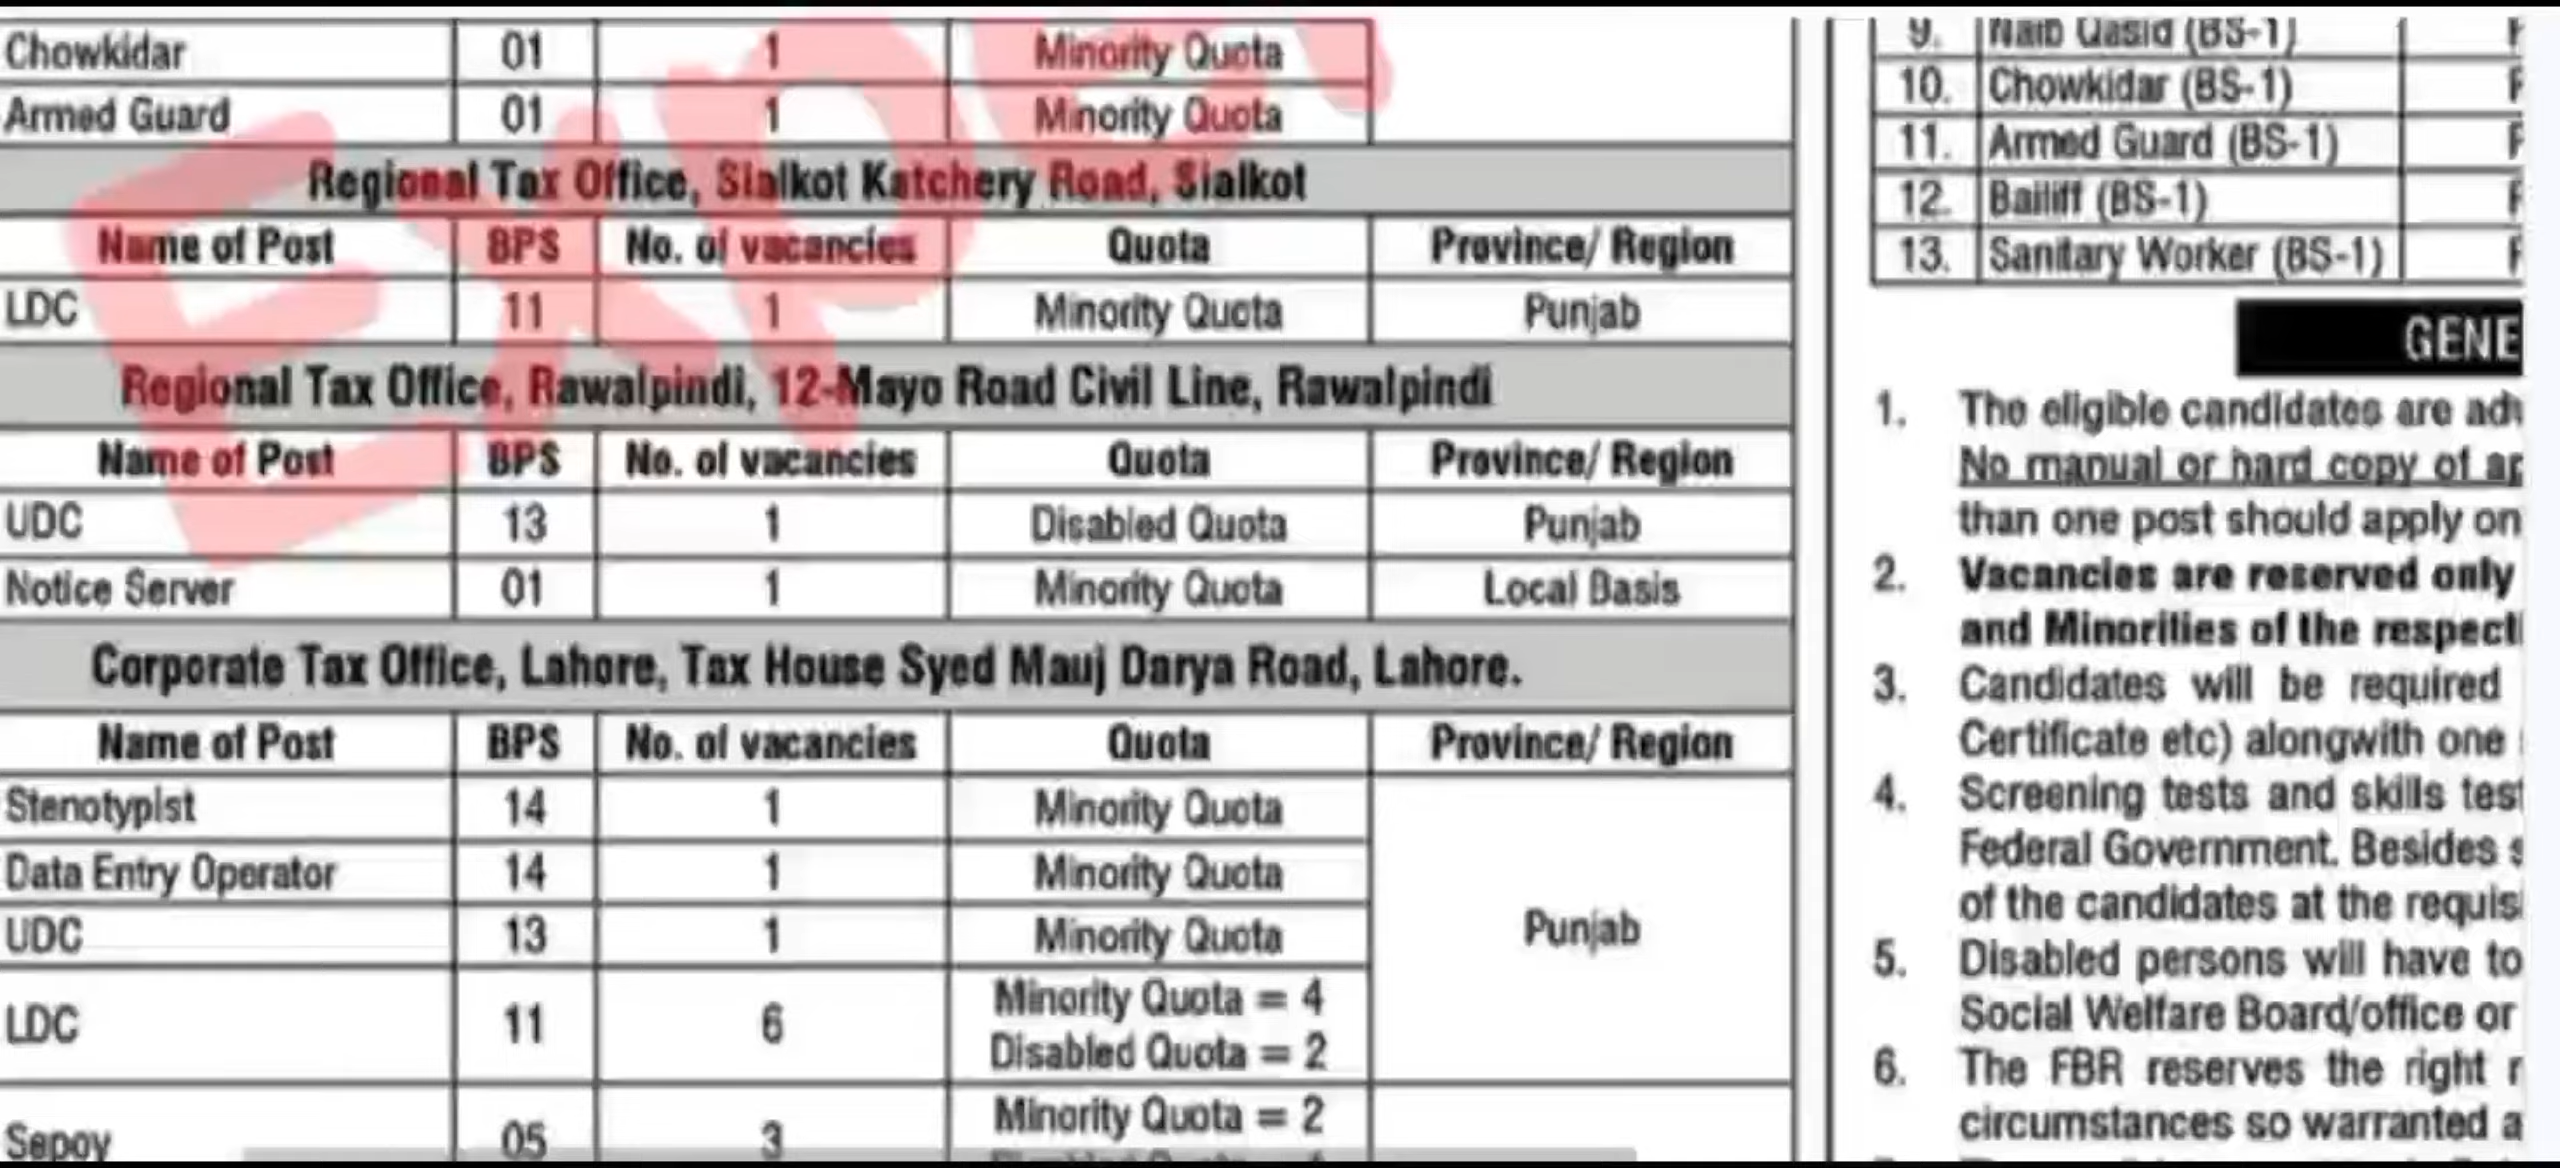 Chowkidar 01 1 Minority Quota
Armed Guard 01 1 Minority Quota
Regional Tax Office, Sialkot Katchery Road, Sialkot
Name of Post BPS No. of vacancies Quota Province/ Region
LDC 11 1 Minority Quota Punjab
Regional Tax Office, Rawalpindi, 12-Mayo Road Civil Line, Rawalpindi
Name of Post BPS No. of vacancies Quota Province/ Region
UDC 13 1 Disabled Quota Punjab
Notice Server 01 1 Minority Quota Local Basis
Corporate Tax Office, Lahore, Tax House Syed Mauj Darya Road, Lahore.
Name of Post BPS No. of vacancies Quota Province/ Region
Stenotypist 14 1 Minority Quota
Data Entry Operator 14 1 Minority Quota
UDC 13 1 Minority Quota
Punjab
LDC 11 6 Minority Quota = 4
Disabled Quota = 2
Sepoy 05 3 Minority Quota = 2
9. Naib Qasid (BS-1)
10. Chowkidar (BS-1)
11. Armed Guard (BS-1)
12. Bailiff (BS-1)
13. Sanitary Worker (BS-1)
GENE
1. The eligible candidates are
No manual or hard copy of
than one post should apply on
2. Vacancies are reserved only
and Minorities of the
3. Candidates will be required
Certificate etc) alongwith one
4. Screening tests and skills
Federal Government. Besides
of the candidates at the
5. Disabled persons will have to
Social Welfare Board/office or
6. The FBR reserves the right
circumstances so warranted